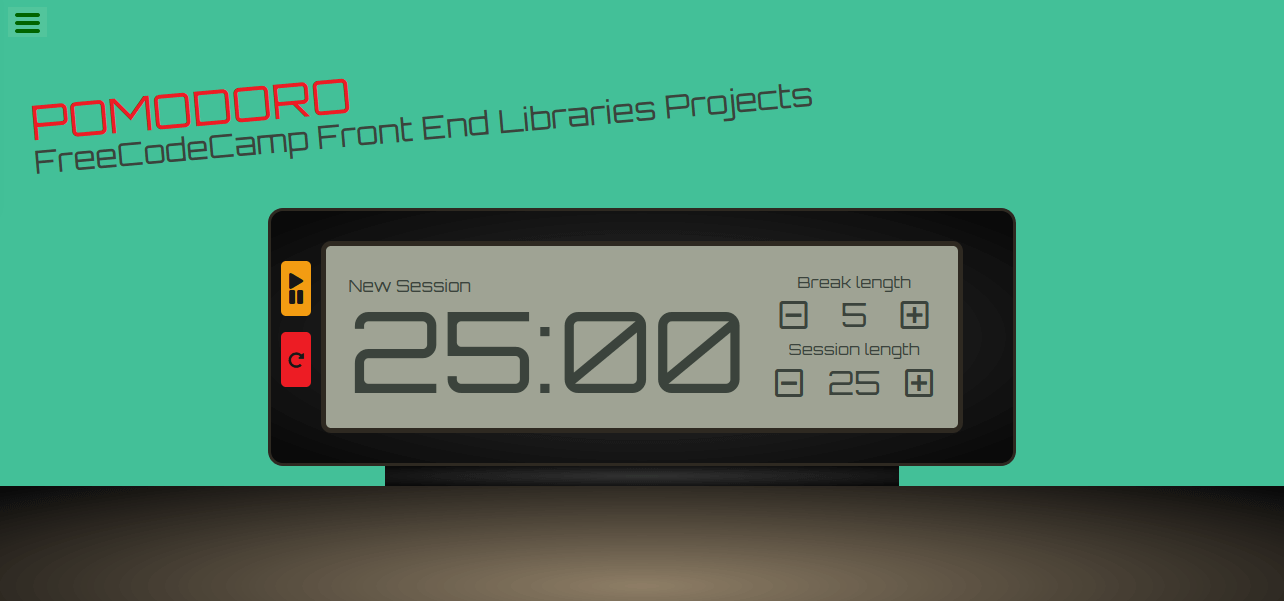 POMODORO
FreeCodeCamp Front End Libraries Projects
New Session
25:00
Break length
5
Session length
25